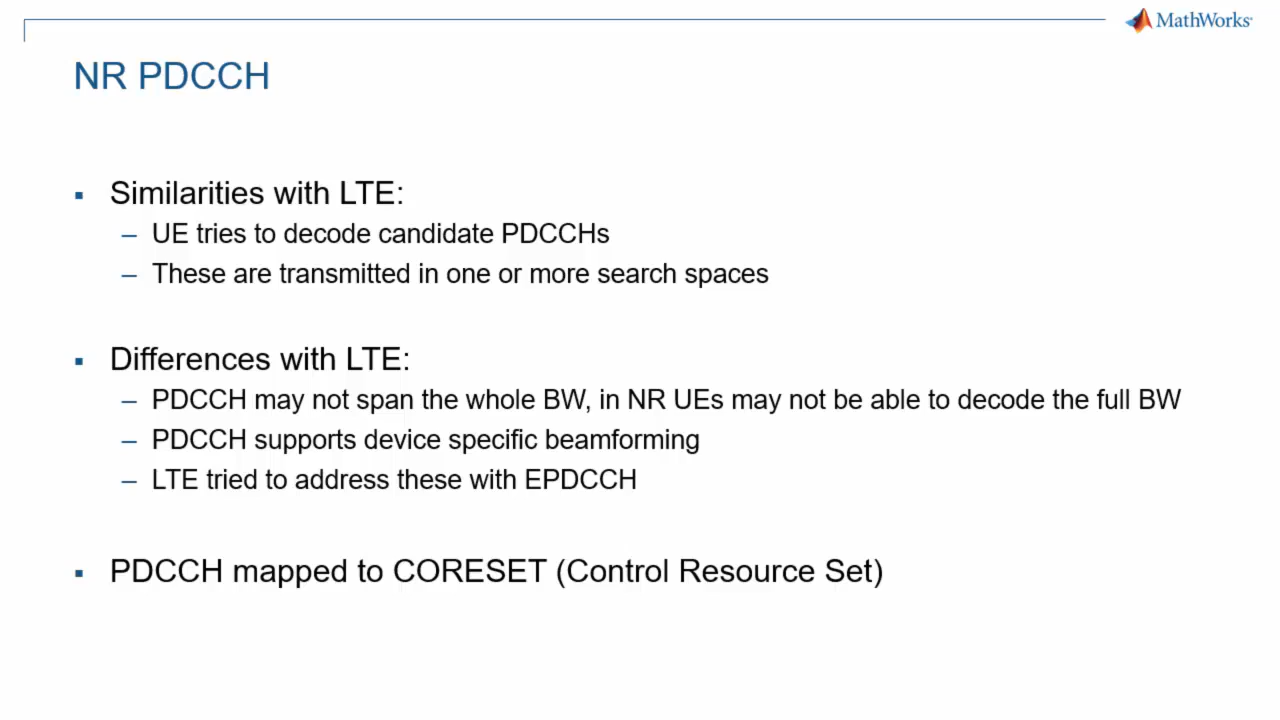 MathWorks
NR PDCCH
▪ Similarities with LTE:
– UE tries to decode candidate PDCCHs
– These are transmitted in one or more search spaces
▪ Differences with LTE:
– PDCCH may not span the whole BW, in NR UEs may not be able to decode the full BW
– PDCCH supports device specific beamforming
– LTE tried to address these with EPDCCH
▪ PDCCH mapped to CORESET (Control Resource Set)